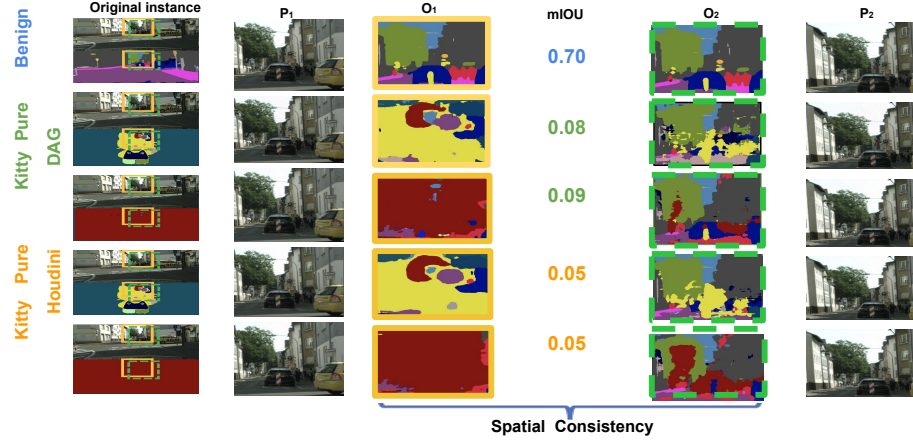 Original instance P₁ O₁ mIOU O₂ P₂
Benign
0.70
Kitty Pure
DAG
0.08
0.09
Kitty Pure
Houdini
0.05
0.05
Spatial Consistency